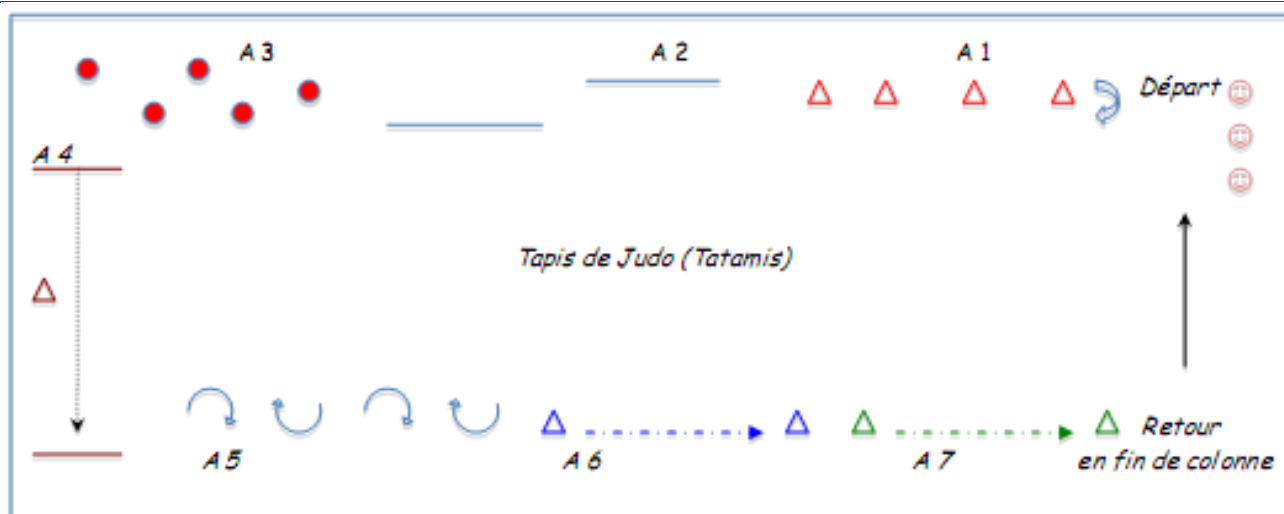 A 3
A 2
A 1
Départ
A 4
Tapis de Judo (Tatamis)
Retour
en fin de colonne
A 5
A 6
A 7